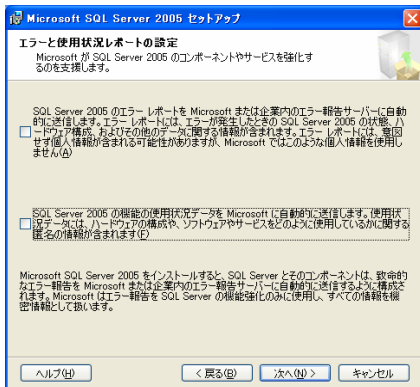 Microsoft SQL Server 2005 セットアップ
エラーと使用状況レポートの設定
Microsoft が SQL Server 2005 のコンポーネントやサービスを強化す
るのを支援します。
SQL Server 2005 のエラー レポートを Microsoft または企業内のエラー報告サーバーに自動
的に送信します。エラー レポートには、エラーが発生したときの SQL Server 2005 の状態、ハ
ードウェア構成、およびその他のデータに関する情報が含まれます。エラー レポートには、意図
せず個人情報が含まれる可能性がありますが、Microsoft ではこのような個人情報を使用し
ません(A)
SQL Server 2005 の機能の使用状況データを Microsoft に自動的に送信します。使用状
況データには、ハードウェアの構成や、ソフトウェアやサービスをどのように使用しているかに関する
匿名の情報が含まれます(F)
Microsoft SQL Server 2005 をインストールすると、SQL Server とそのコンポーネントは、致命的
なエラー報告を Microsoft または企業内のエラー報告サーバーに自動的に送信するように構成さ
れます。Microsoft はエラー報告を SQL Server の機能強化のみに使用し、すべての情報を機
密情報として扱います。
ヘルプ(H)
< 戻る(B)
次へ(N) >
キャンセル